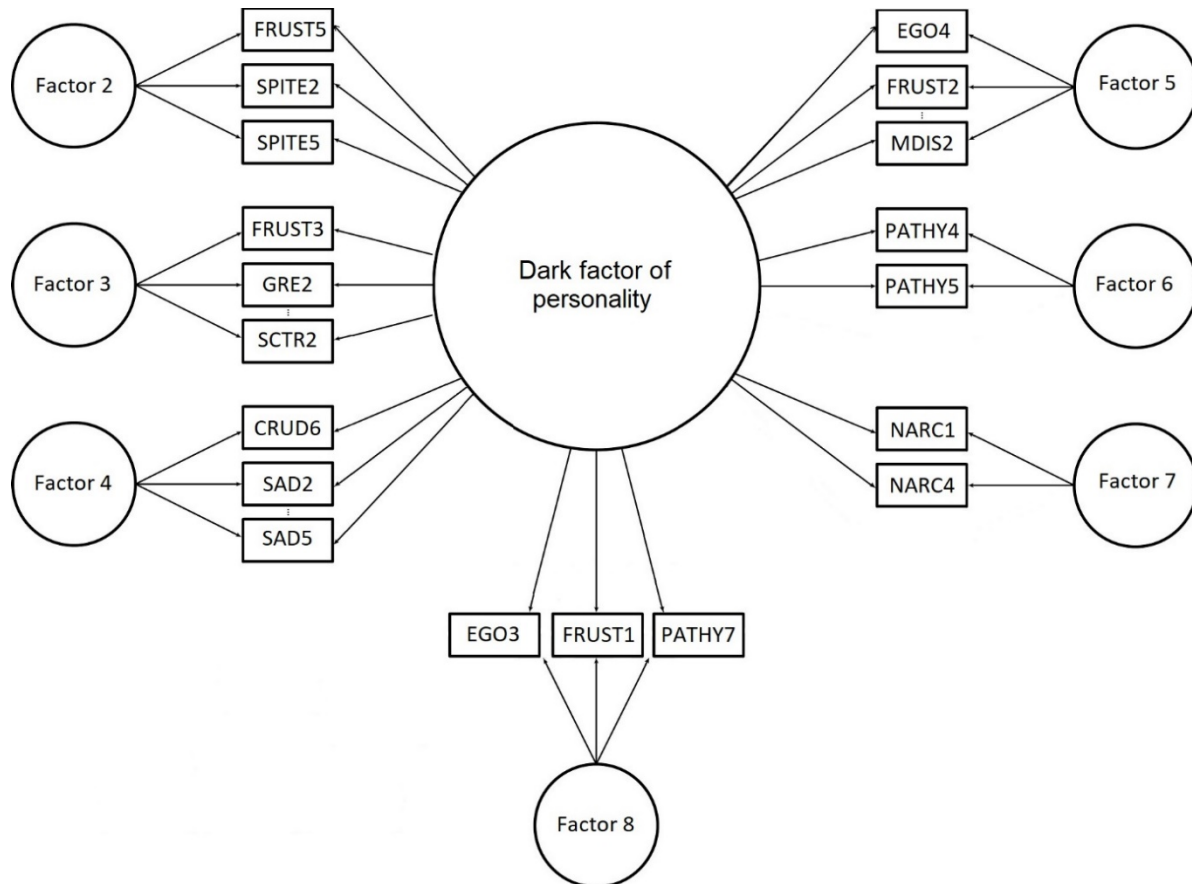 Factor 2
FRUST5
SPITE2
SPITE5
Factor 3
FRUST3
GRE2
SCTR2
Factor 4
CRUD6
SAD2
SAD5
Dark factor of
personality
EGO4
FRUST2
MDIS2
Factor 5
PATHY4
PATHY5
Factor 6
NARC1
NARC4
Factor 7
EGO3
FRUST1
PATHY7
Factor 8